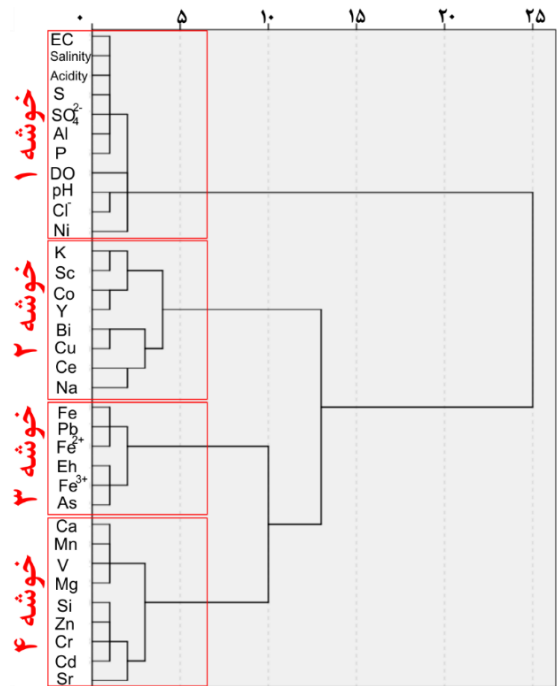 ۰ ۵ ۱۰ ۱۵ ۲۰ ۲۵
خوشه ۱
EC
Salinity
Acidity
S
SO₄²⁻
Al
P
DO
pH
Cl⁻
Ni
خوشه ۲
K
Sc
Co
Y
Bi
Cu
Ce
Na
خوشه ۳
Fe
Pb
Fe²⁺
Eh
Fe³⁺
As
خوشه ۴
Ca
Mn
V
Mg
Si
Zn
Cr
Cd
Sr